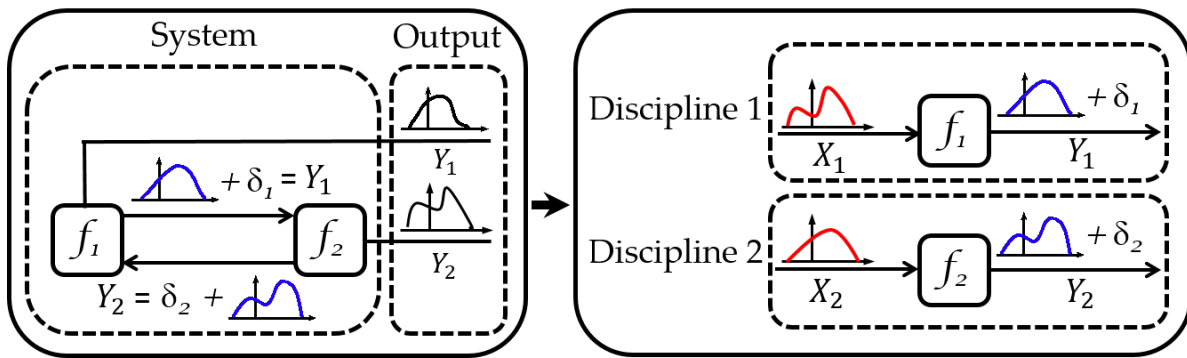 System
Output
Y₁
+ δ₁ = Y₁
f₁
f₂
Y₂
Y₂ = δ₂ +
Discipline 1
X₁
f₁
+ δ₁
Y₁
Discipline 2
X₂
f₂
+ δ₂
Y₂